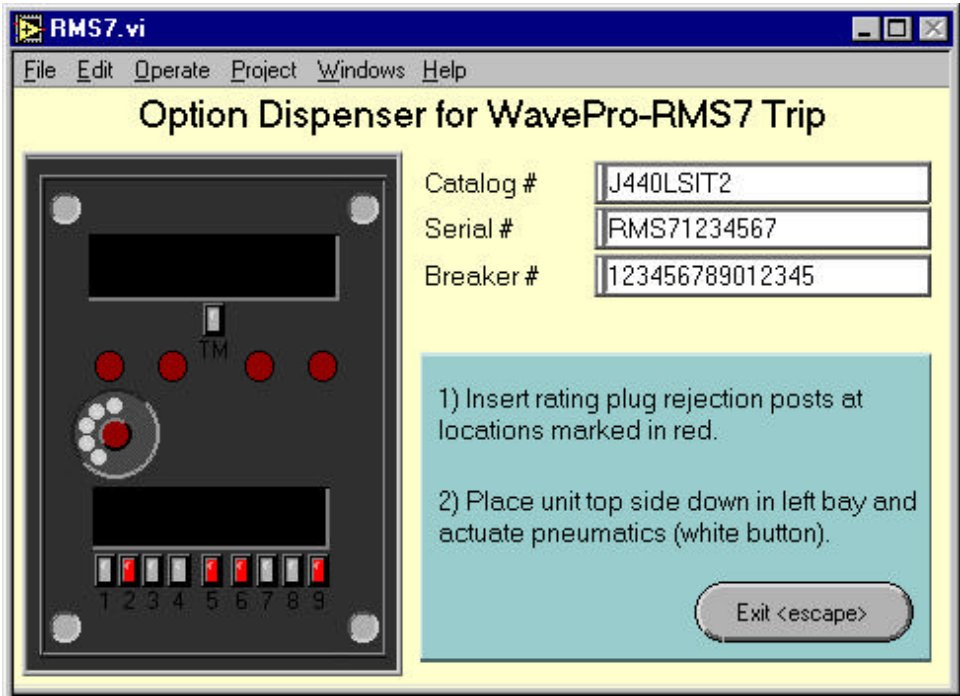 RMS7.vi
File Edit Operate Project Windows Help
Option Dispenser for WavePro-RMS7 Trip
Catalog # J440LSIT2
Serial # RMS71234567
Breaker # 123456789012345
TM
1) Insert rating plug rejection posts at
locations marked in red.
2) Place unit top side down in left bay and
actuate pneumatics (white button).
1 2 3 4 5 6 7 8 9
Exit <escape>